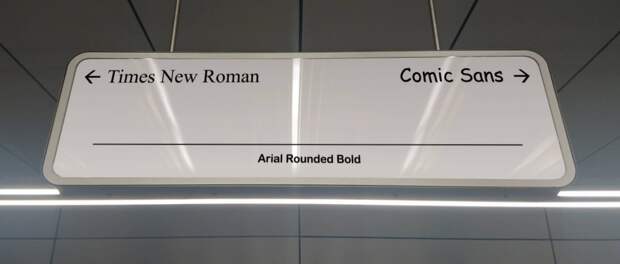 ← Times New Roman
Comic Sans →
Arial Rounded Bold